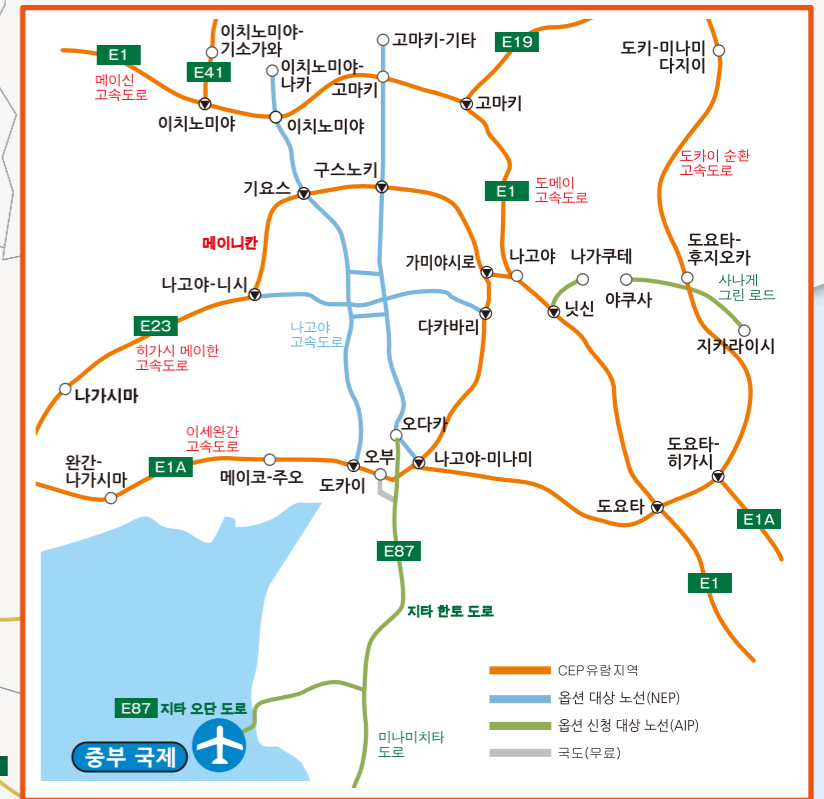 이치노미야-
기소가와
고마키-기타
E19
도키-미나미
다지이
E1
E41
이치노미야-
나카
고마키
메이신
고속도로
고마키
이치노미야
이치노미야
구스노키
도카이 순환
고속도로
기요스
E1
도메이
고속도로
메이니칸
가미야시로
나고야
나가쿠테
도요타-
후지오카
나고야-니시
야쿠사
사나게
그린 로드
닛신
E23
나고야
고속도로
다카바리
히가시 메이한
고속도로
지카라이시
나가시마
오다카
이세완간
고속도로
도요타-
히가시
완간-
나가시마
E1A
메이코-주오
오부
나고야-미나미
도카이
도요타
E1A
E87
E1
지타 한토 도로
CEP유람지역
옵션 대상 노선(NEP)
E87
지타 오단 도로
옵션 신청 대상 노선(AIP)
중부 국제
미나미치타
도로
국도(무료)